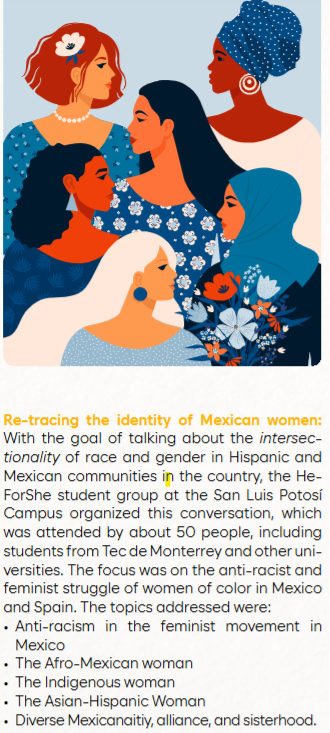 Re-tracing the identity of Mexican women:
With the goal of talking about the intersec-
tionality of race and gender in Hispanic and
Mexican communities in the country, the He-
ForShe student group at the San Luis Potosí
Campus organized this conversation, which
was attended by about 50 people, including
students from Tec de Monterrey and other uni-
versities. The focus was on the anti-racist and
feminist struggle of women of color in Mexico
and Spain. The topics addressed were:
• Anti-racism in the feminist movement in
Mexico
• The Afro-Mexican woman
• The Indigenous woman
• The Asian-Hispanic Woman
• Diverse Mexicanaitiy, alliance, and sisterhood.